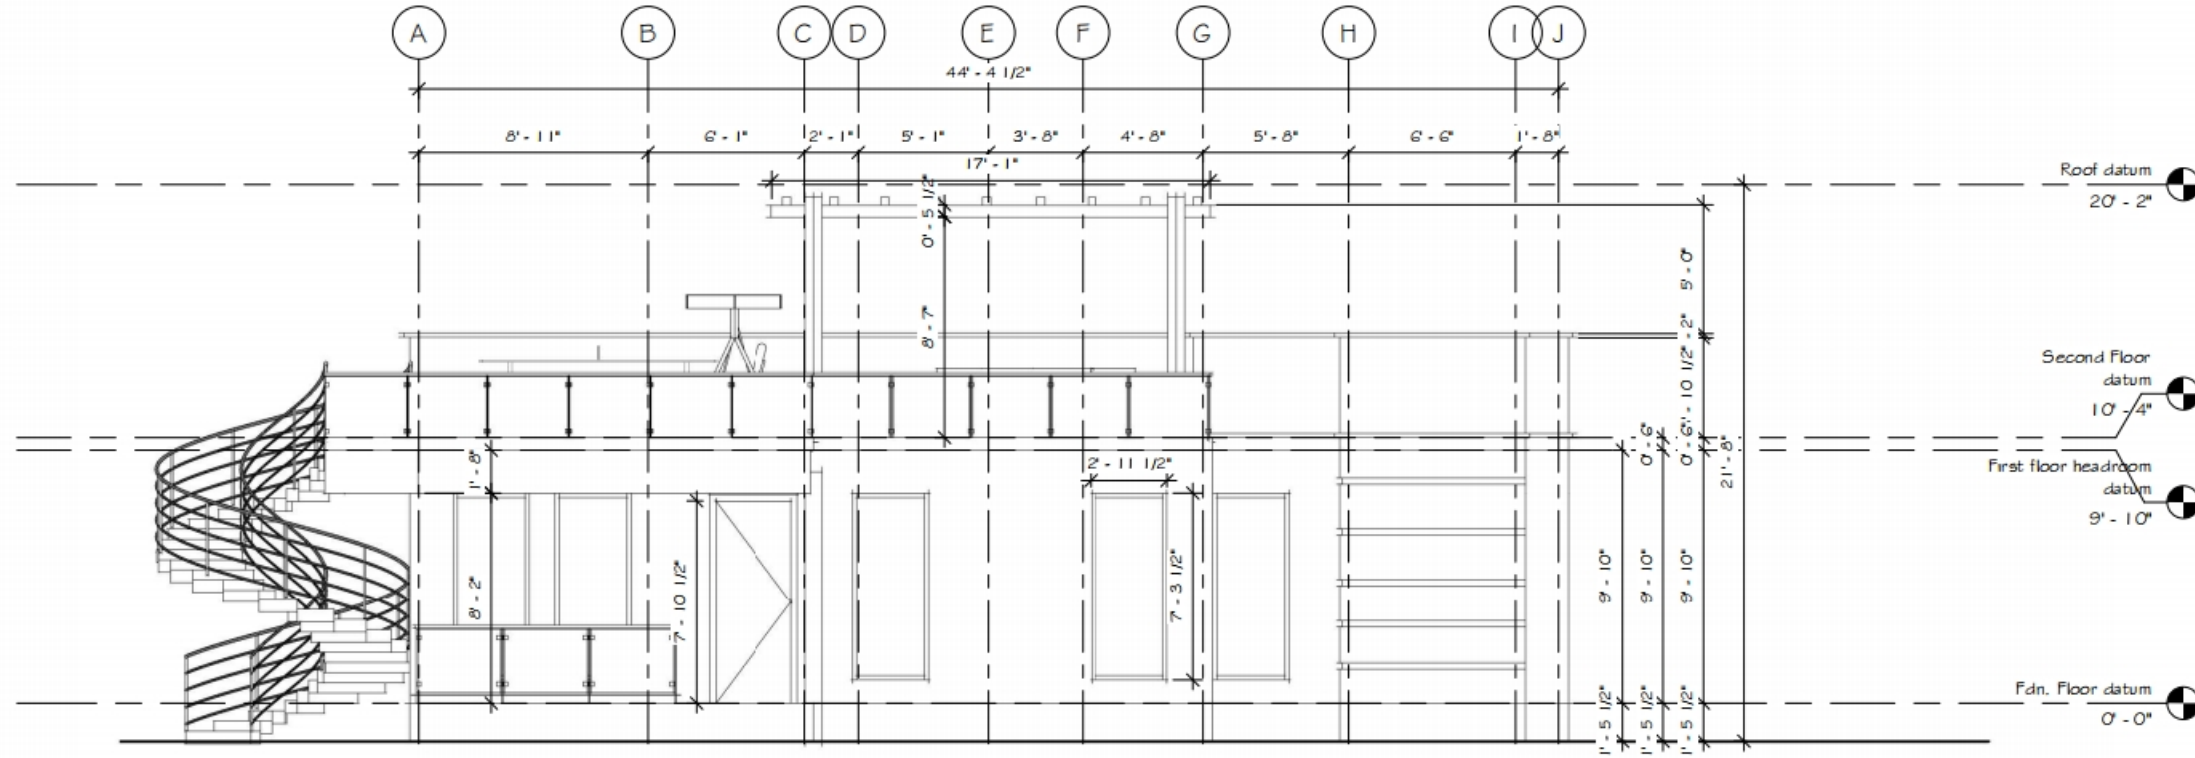 A B C D E F G H I J
44' - 4 1/2"
8' - 11" 6' - 1" 2' - 1" 5' - 1" 3' - 8" 4' - 8" 5' - 8" 6' - 6" 1' - 8"
17' - 1"
Roof datum
20' - 2"
0' - 5 1/2"
5' - 0"
8' - 7"
2"
Second Floor
datum
10' - 4"
10 1/2"
0' - 6" 0' - 6"
21' - 8"
1' - 8"
2' - 11 1/2"
First floor headroom
datum
9' - 10"
8' - 2"
7' - 10 1/2"
7' - 3 1/2"
9' - 10" 9' - 10" 9' - 10"
Fdn. Floor datum
0' - 0"
1' - 5 1/2" 1' - 5 1/2" 1' - 5 1/2"